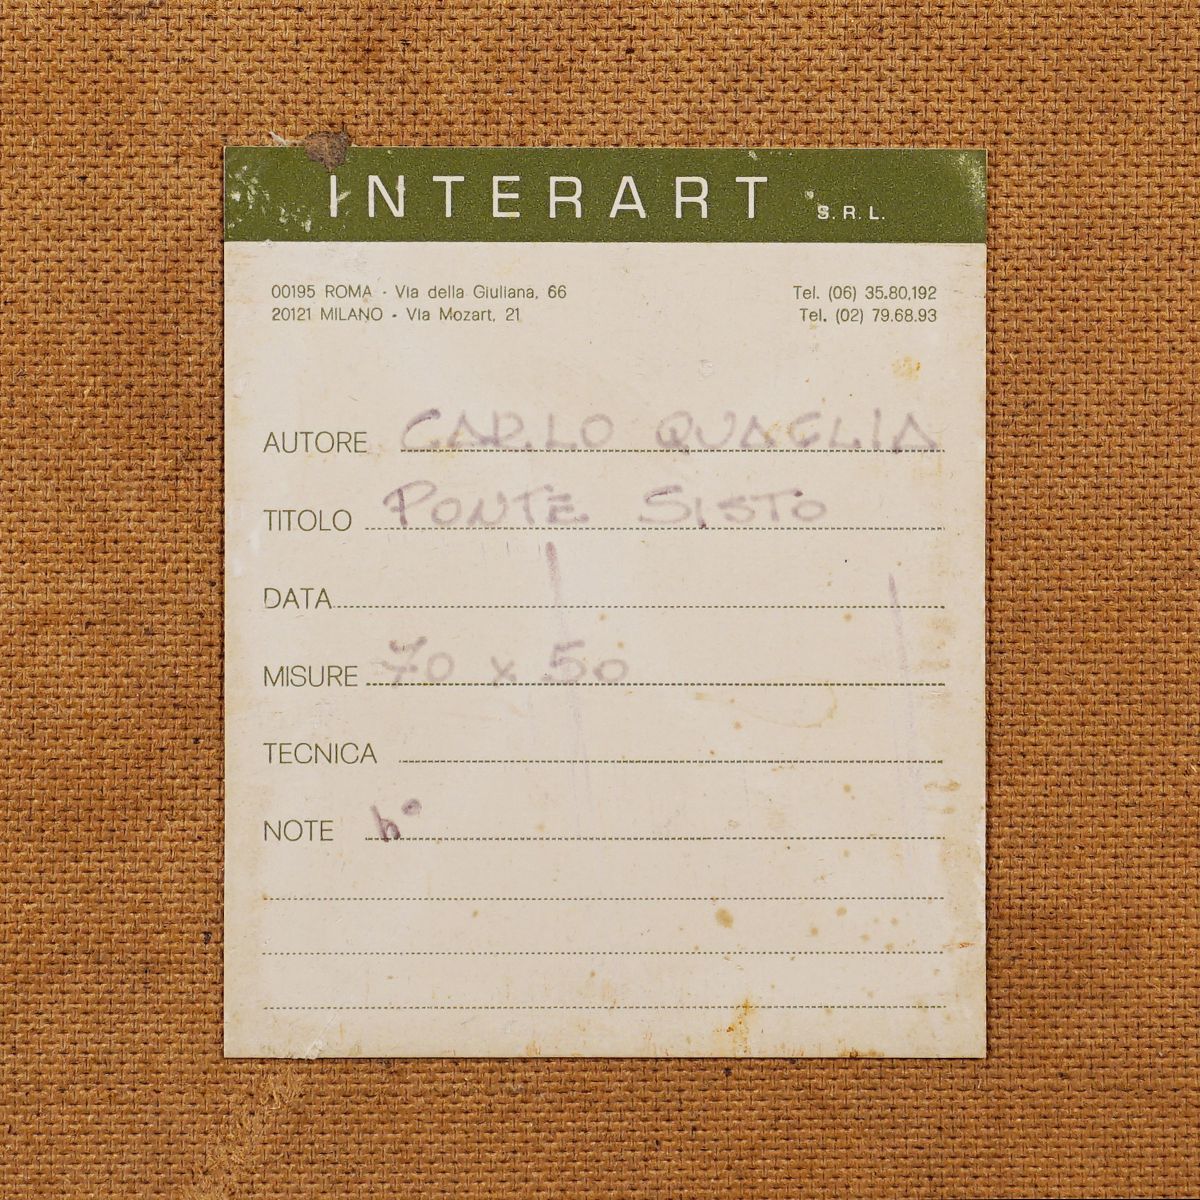 INTERART S.R.L.
00195 ROMA - Via della Giuliana, 66 Tel. (06) 35.80.192
20121 MILANO - Via Mozart, 21 Tel. (02) 79.68.93
AUTORE CARLO QUAGLIA
TITOLO PONTE SISTO
DATA
MISURE 70 x 50
TECNICA
NOTE